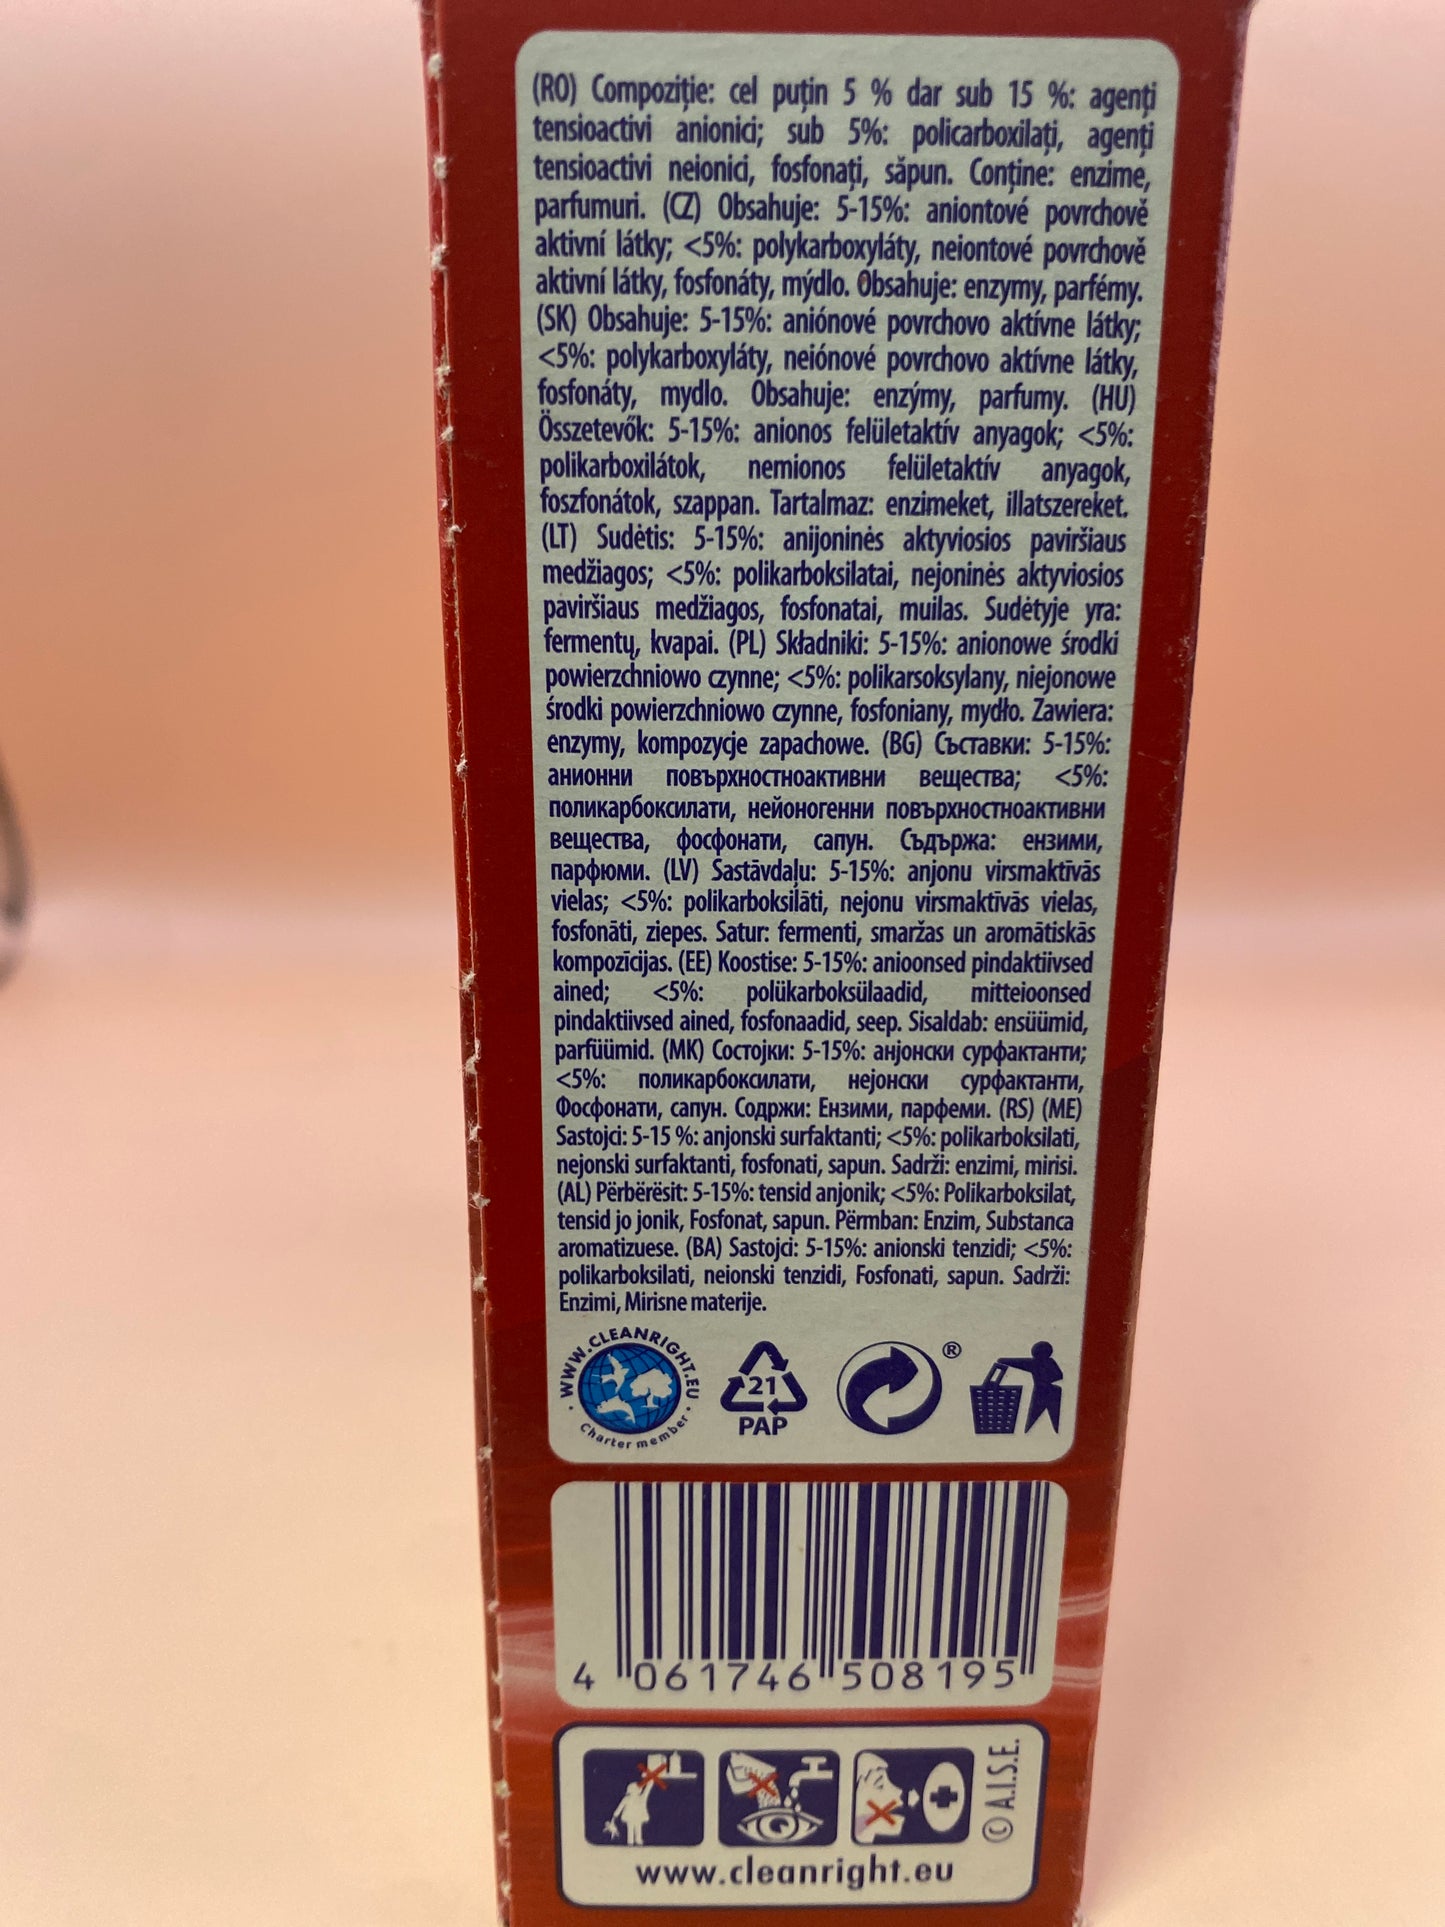 (RO) Compoziție: cel puțin 5 % dar sub 15 %: agenți
tensioactivi anionici; sub 5%: policarboxilați, agenți
tensioactivi neionici, fosfonați, săpun. Conține: enzime,
parfumuri. (CZ) Obsahuje: 5-15%: aniontové povrchově
aktivní látky; <5%: polykarboxyláty, neiontové povrchově
aktivní látky, fosfonáty, mýdlo. Obsahuje: enzymy, parfémy.
(SK) Obsahuje: 5-15%: aniónové povrchovo aktívne látky;
<5%: polykarboxyláty, neiónové povrchovo aktívne látky,
fosfonáty, mydlo. Obsahuje: enzýmy, parfumy. (HU)
Összetevők: 5-15%: anionos felületaktív anyagok; <5%:
polikarboxilátok, nemionos felületaktív anyagok,
foszfonátok, szappan. Tartalmaz: enzimeket, illatszereket.
(LT) Sudėtis: 5-15%: anijoninės aktyviosios paviršiaus
medžiagos; <5%: polikarboksilatai, nejoninės aktyviosios
paviršiaus medžiagos, fosfonatai, muilas. Sudėtyje yra:
fermentų, kvapai. (PL) Składniki: 5-15%: anionowe środki
powierzchniowo czynne; <5%: polikarsoksylany, niejonowe
środki powierzchniowo czynne, fosfoniany, mydło. Zawiera:
enzymy, kompozycje zapachowe. (BG) Съставки: 5-15%:
анионни повърхностноактивни вещества; <5%:
поликарбоксилати, нейоногенни повърхностноактивни
вещества, фосфонати, сапун. Съдържа: ензими,
парфюми. (LV) Sastāvdaļu: 5-15%: anjonu virsmaktīvās
vielas; <5%: polikarboksilāti, nejonu virsmaktīvās vielas,
fosfonāti, ziepes. Satur: fermenti, smaržas un aromātiskās
kompozīcijas. (EE) Koostise: 5-15%: anioonsed pindaktiivsed
ained; <5%: polükarboksülaadid, mitteioonsed
pindaktiivsed ained, fosfonaadid, seep. Sisaldab: ensüümid,
parfüümid. (MK) Состојки: 5-15%: анјонски сурфактанти;
<5%: поликарбоксилати, нејонски сурфактанти,
Фосфонати, сапун. Содржи: Ензими, парфеми. (RS) (ME)
Sastojci: 5-15 %: anjonski surfaktanti; <5%: polikarboksilati,
nejonski surfaktanti, fosfonati, sapun. Sadrži: enzimi, mirisi.
(AL) Përbërësit: 5-15%: tensid anjonik; <5%: Polikarboksilat,
tensid jo jonik, Fosfonat, sapun. Përmban: Enzim, Substanca
aromatizuese. (BA) Sastojci: 5-15%: anionski tenzidi; <5%:
polikarboksilati, neionski tenzidi, Fosfonati, sapun. Sadrži:
Enzimi, Mirisne materije.
WWW.CLEANRIGHT.EU
Charter member
21
PAP
®
4 061746 508195
© A.I.S.E.
www.cleanright.eu